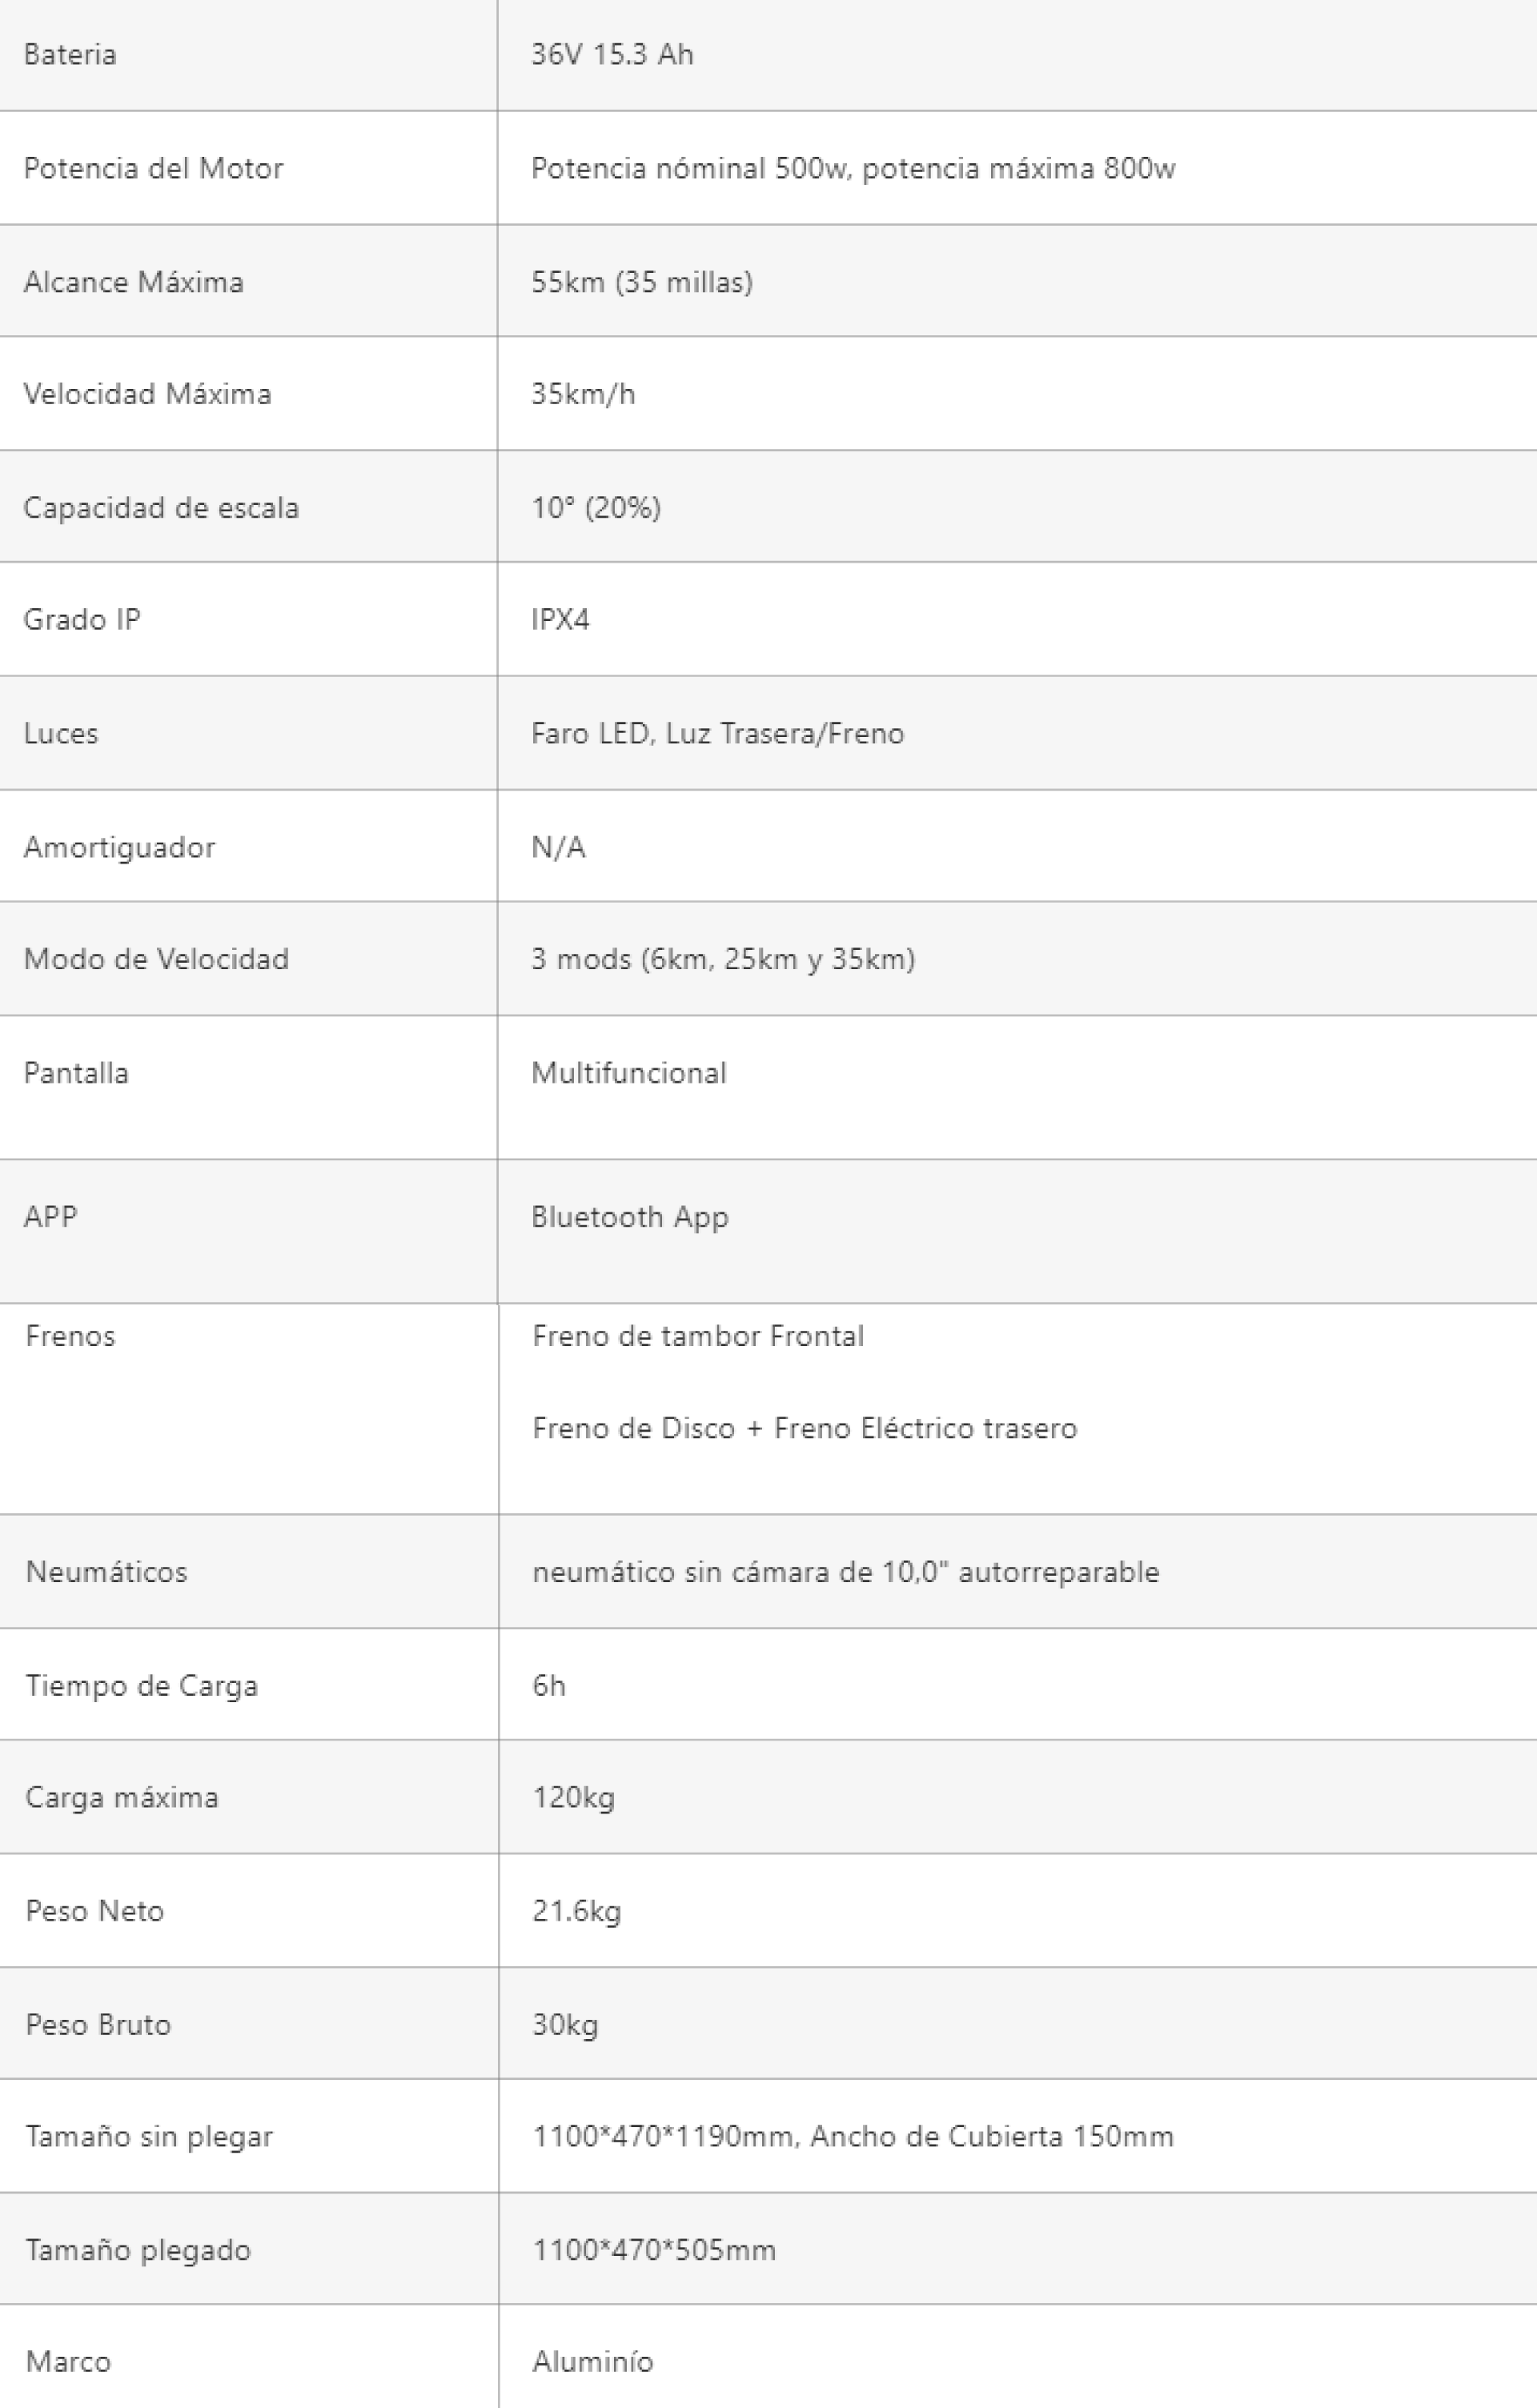 Bateria 36V 15.3 Ah
Potencia del Motor Potencia nóminal 500w, potencia máxima 800w
Alcance Máxima 55km (35 millas)
Velocidad Máxima 35km/h
Capacidad de escala 10° (20%)
Grado IP IPX4
Luces Faro LED, Luz Trasera/Freno
Amortiguador N/A
Modo de Velocidad 3 mods (6km, 25km y 35km)
Pantalla Multifuncional
APP Bluetooth App
Frenos Freno de tambor Frontal
Freno de Disco + Freno Eléctrico trasero
Neumáticos neumático sin cámara de 10,0" autorreparable
Tiempo de Carga 6h
Carga máxima 120kg
Peso Neto 21.6kg
Peso Bruto 30kg
Tamaño sin plegar 1100*470*1190mm, Ancho de Cubierta 150mm
Tamaño plegado 1100*470*505mm
Marco Aluminío